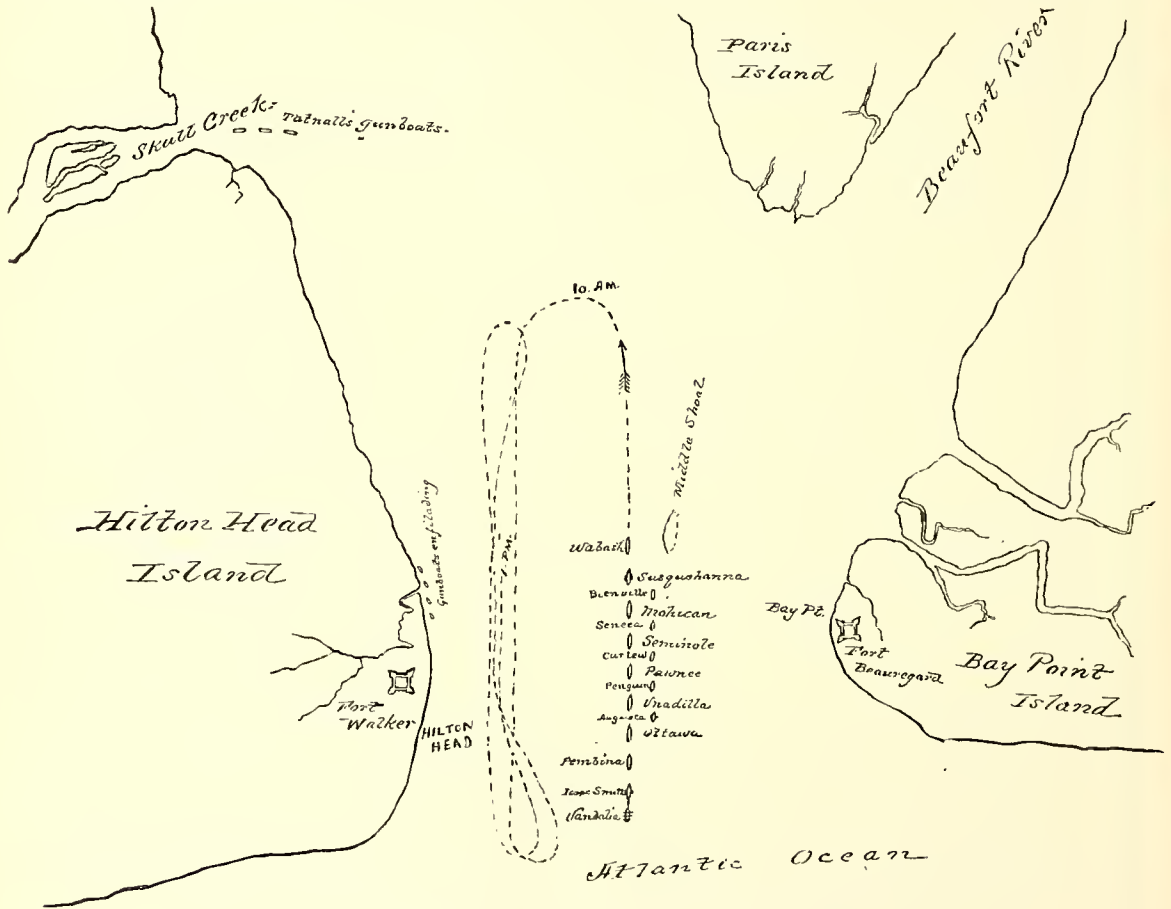 Paris
Island
Beaufort River
Skull Creek
Tatnall's gunboats.
10. AM.
Middle Shoal
Hilton Head
Island
Gunboats enfilading
1. P.M.
Wabash
Susquehanna
Bienville
Mohican
Seneca
Seminole
Curlew
Pawnee
Penguin
Unadilla
Augusta
Ottawa
Pembina
Isaac Smith
Vandalia
Bay Pt.
Fort
Beauregard
Bay Point
Island
Fort
Walker
HILTON
HEAD
Atlantic Ocean